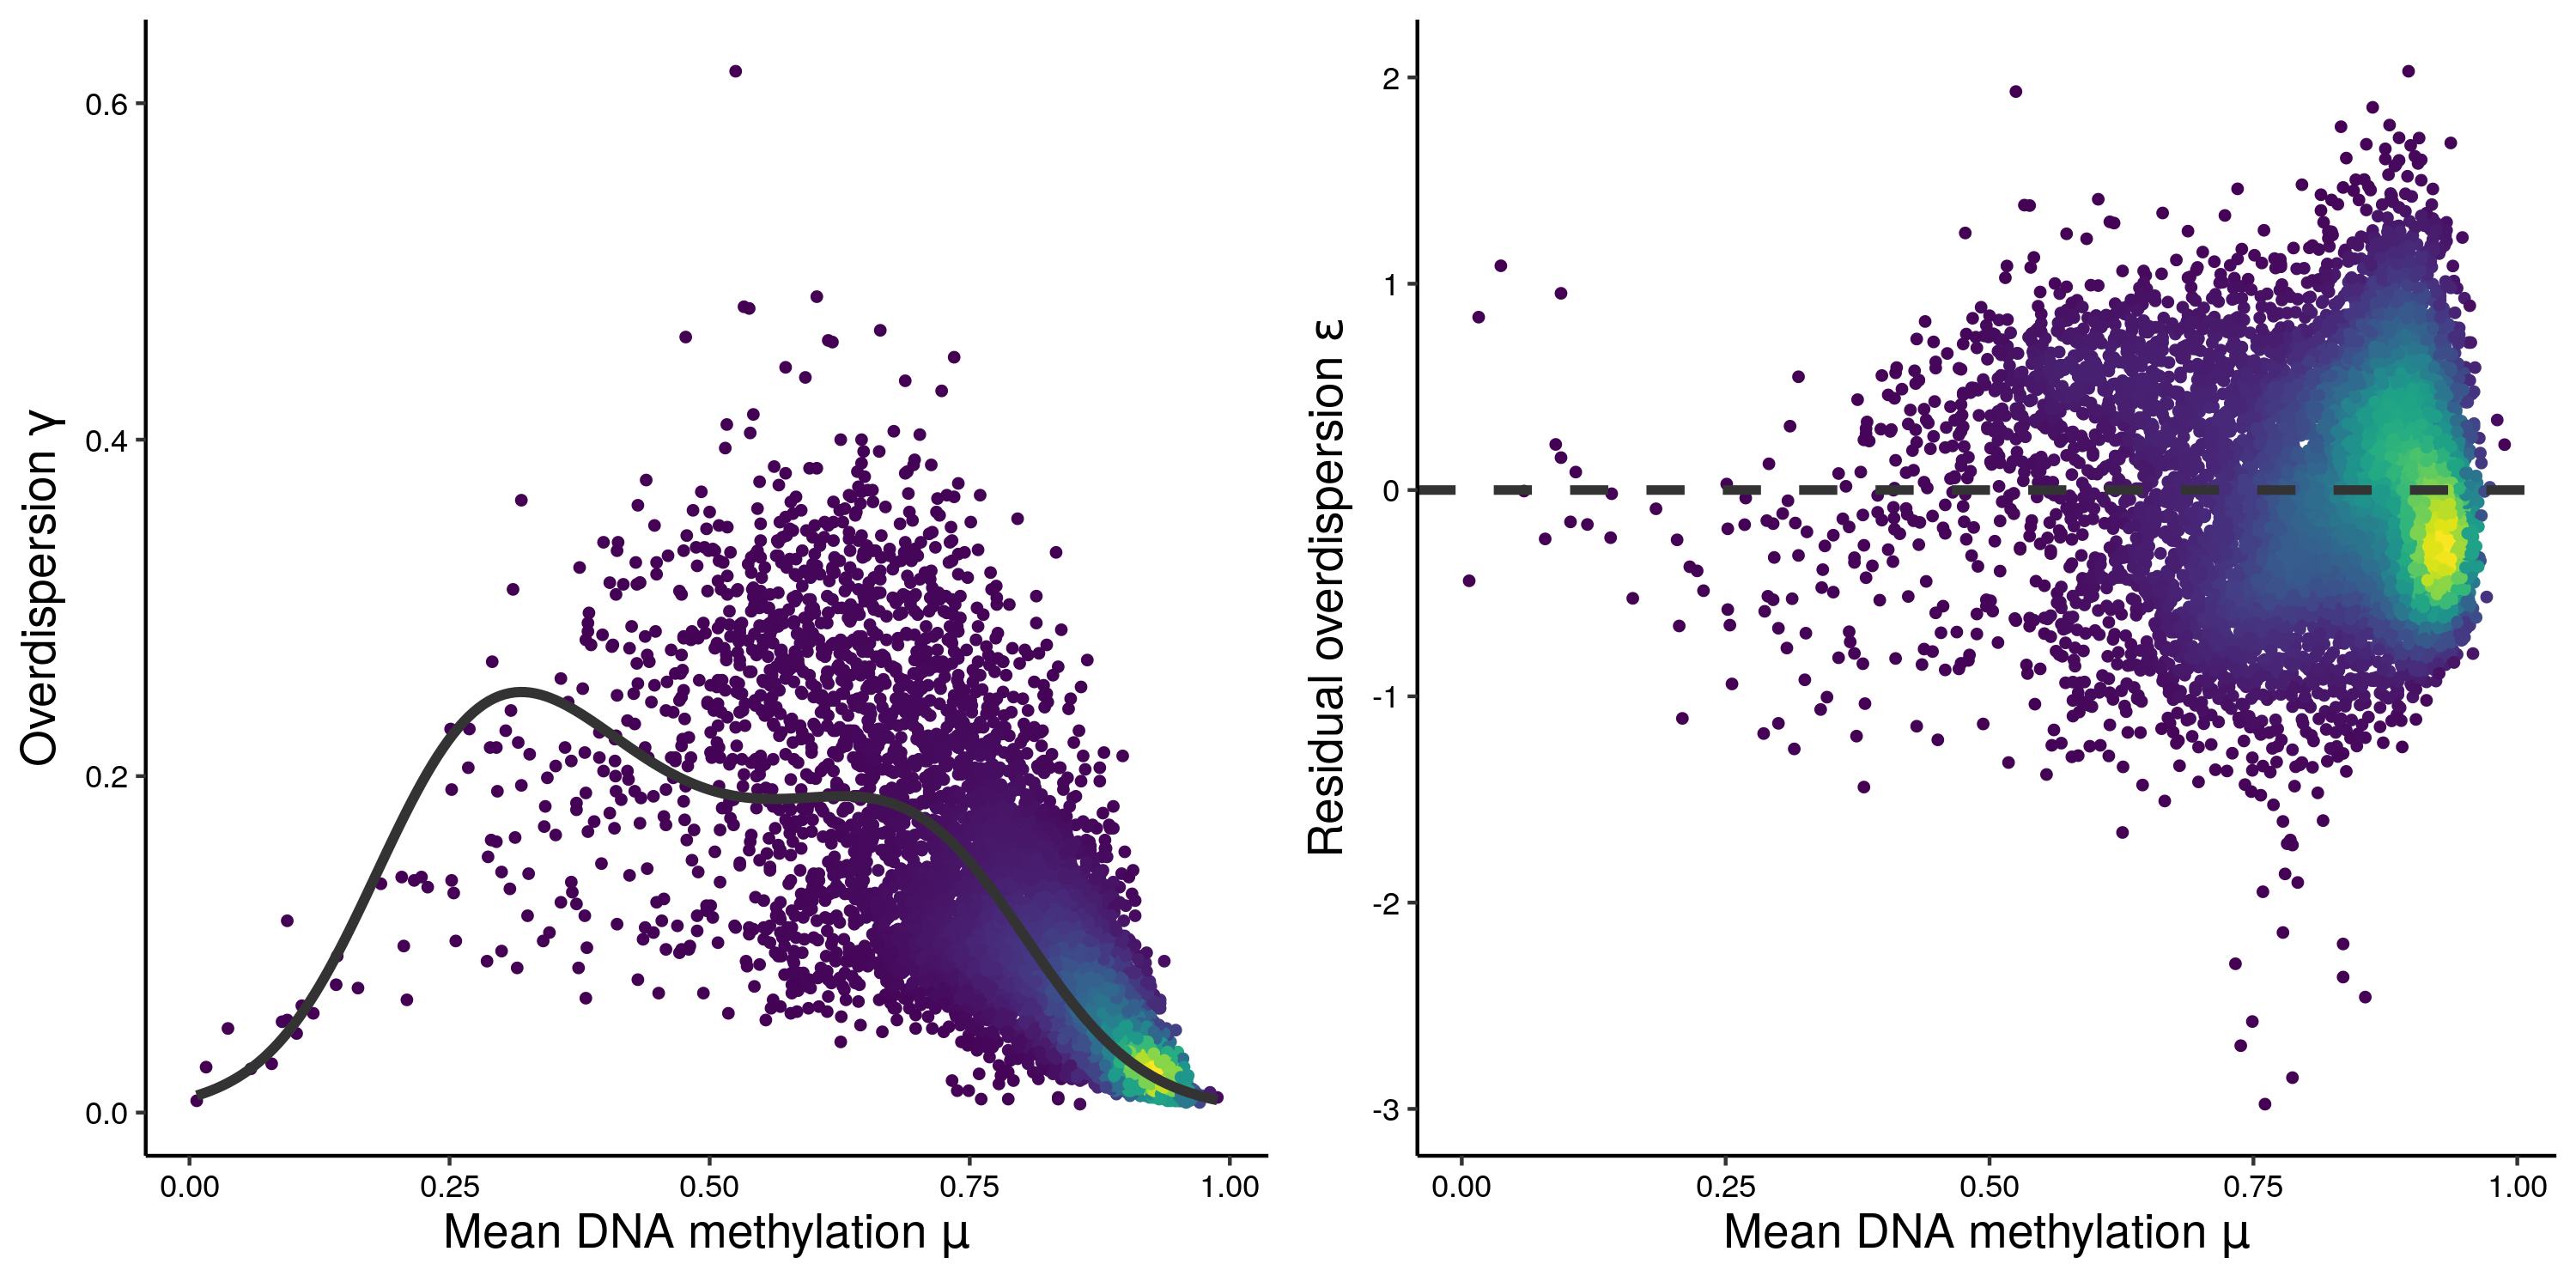 Overdispersion γ
0.6
0.4
0.2
0.0
0.00 0.25 0.50 0.75 1.00
Mean DNA methylation μ
Residual overdispersion ε
2
1
0
-1
-2
-3
0.00 0.25 0.50 0.75 1.00
Mean DNA methylation μ